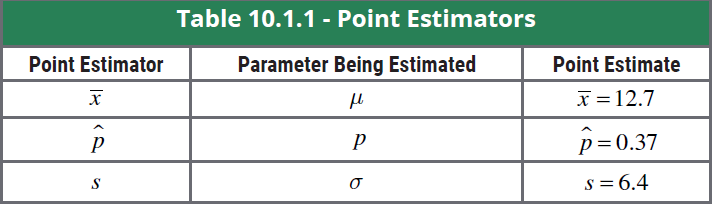 Table 10.1.1 - Point Estimators
Point Estimator Parameter Being Estimated Point Estimate
x̅ μ x̅ = 12.7
p̂ p p̂ = 0.37
s σ s = 6.4